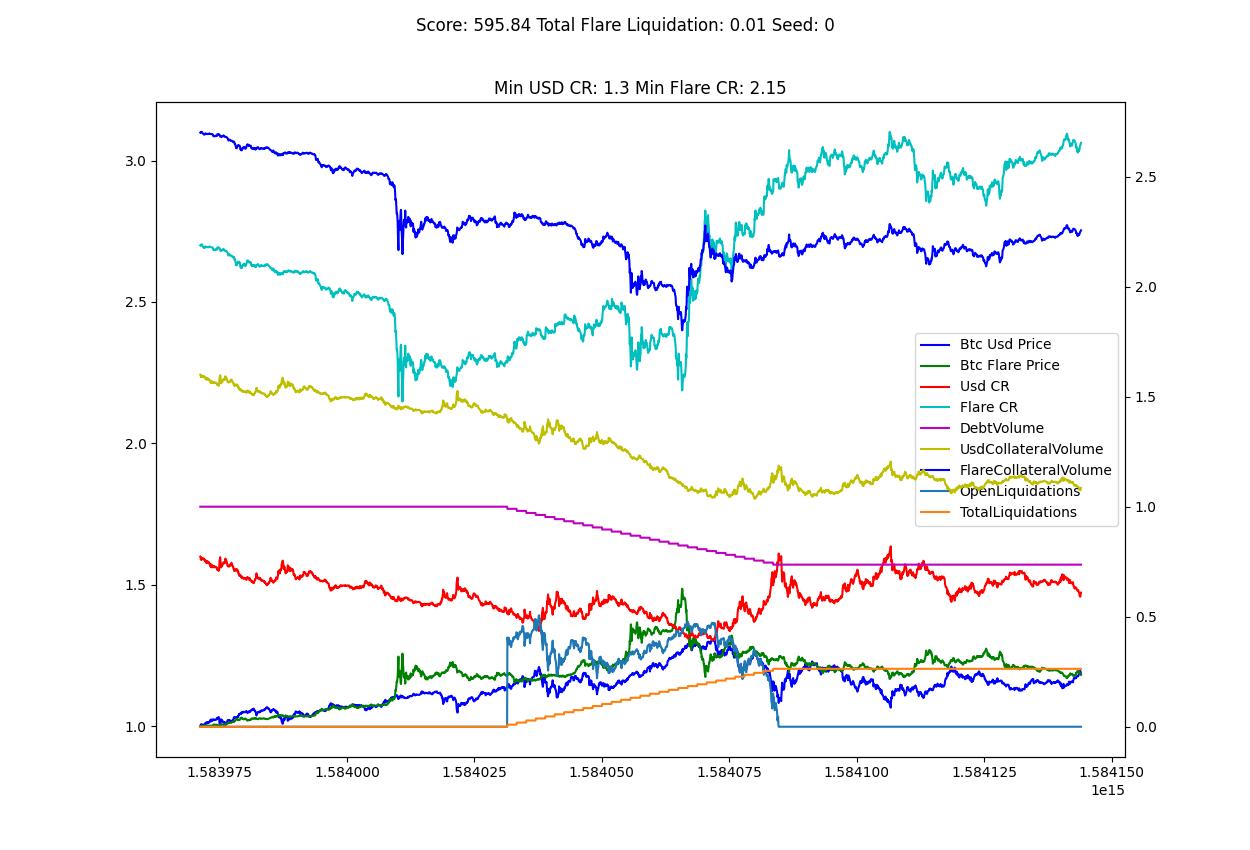 Score: 595.84 Total Flare Liquidation: 0.01 Seed: 0
Min USD CR: 1.3 Min Flare CR: 2.15
3.0
2.5
2.0
1.5
1.0
2.5
2.0
1.5
1.0
0.5
0.0
Btc Usd Price
Btc Flare Price
Usd CR
Flare CR
DebtVolume
UsdCollateralVolume
FlareCollateralVolume
OpenLiquidations
TotalLiquidations
1.583975 1.584000 1.584025 1.584050 1.584075 1.584100 1.584125 1.584150
1e15